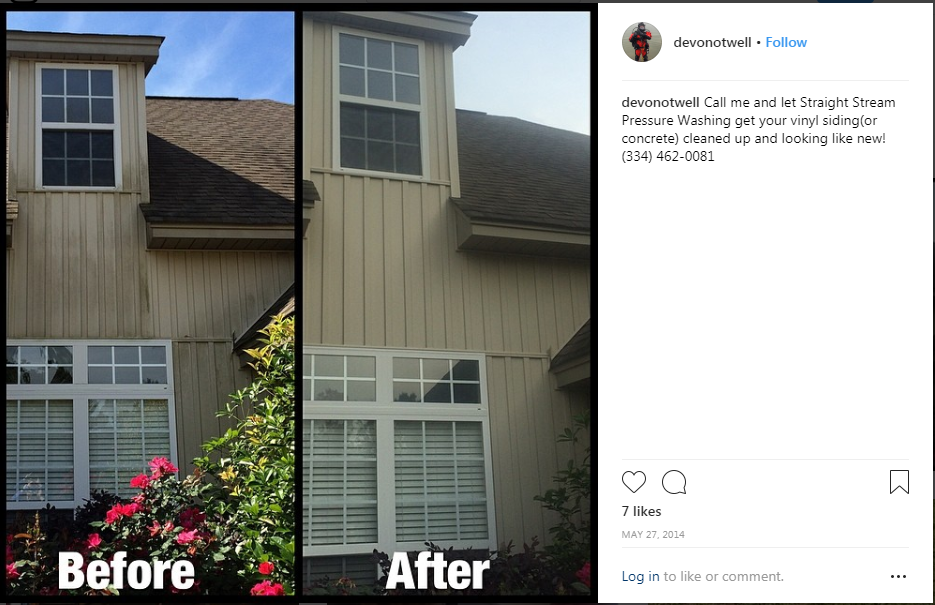 Before
After
devonotwell • Follow
devonotwell Call me and let Straight Stream
Pressure Washing get your vinyl siding(or
concrete) cleaned up and looking like new!
(334) 462-0081
7 likes
MAY 27, 2014
Log in to like or comment.